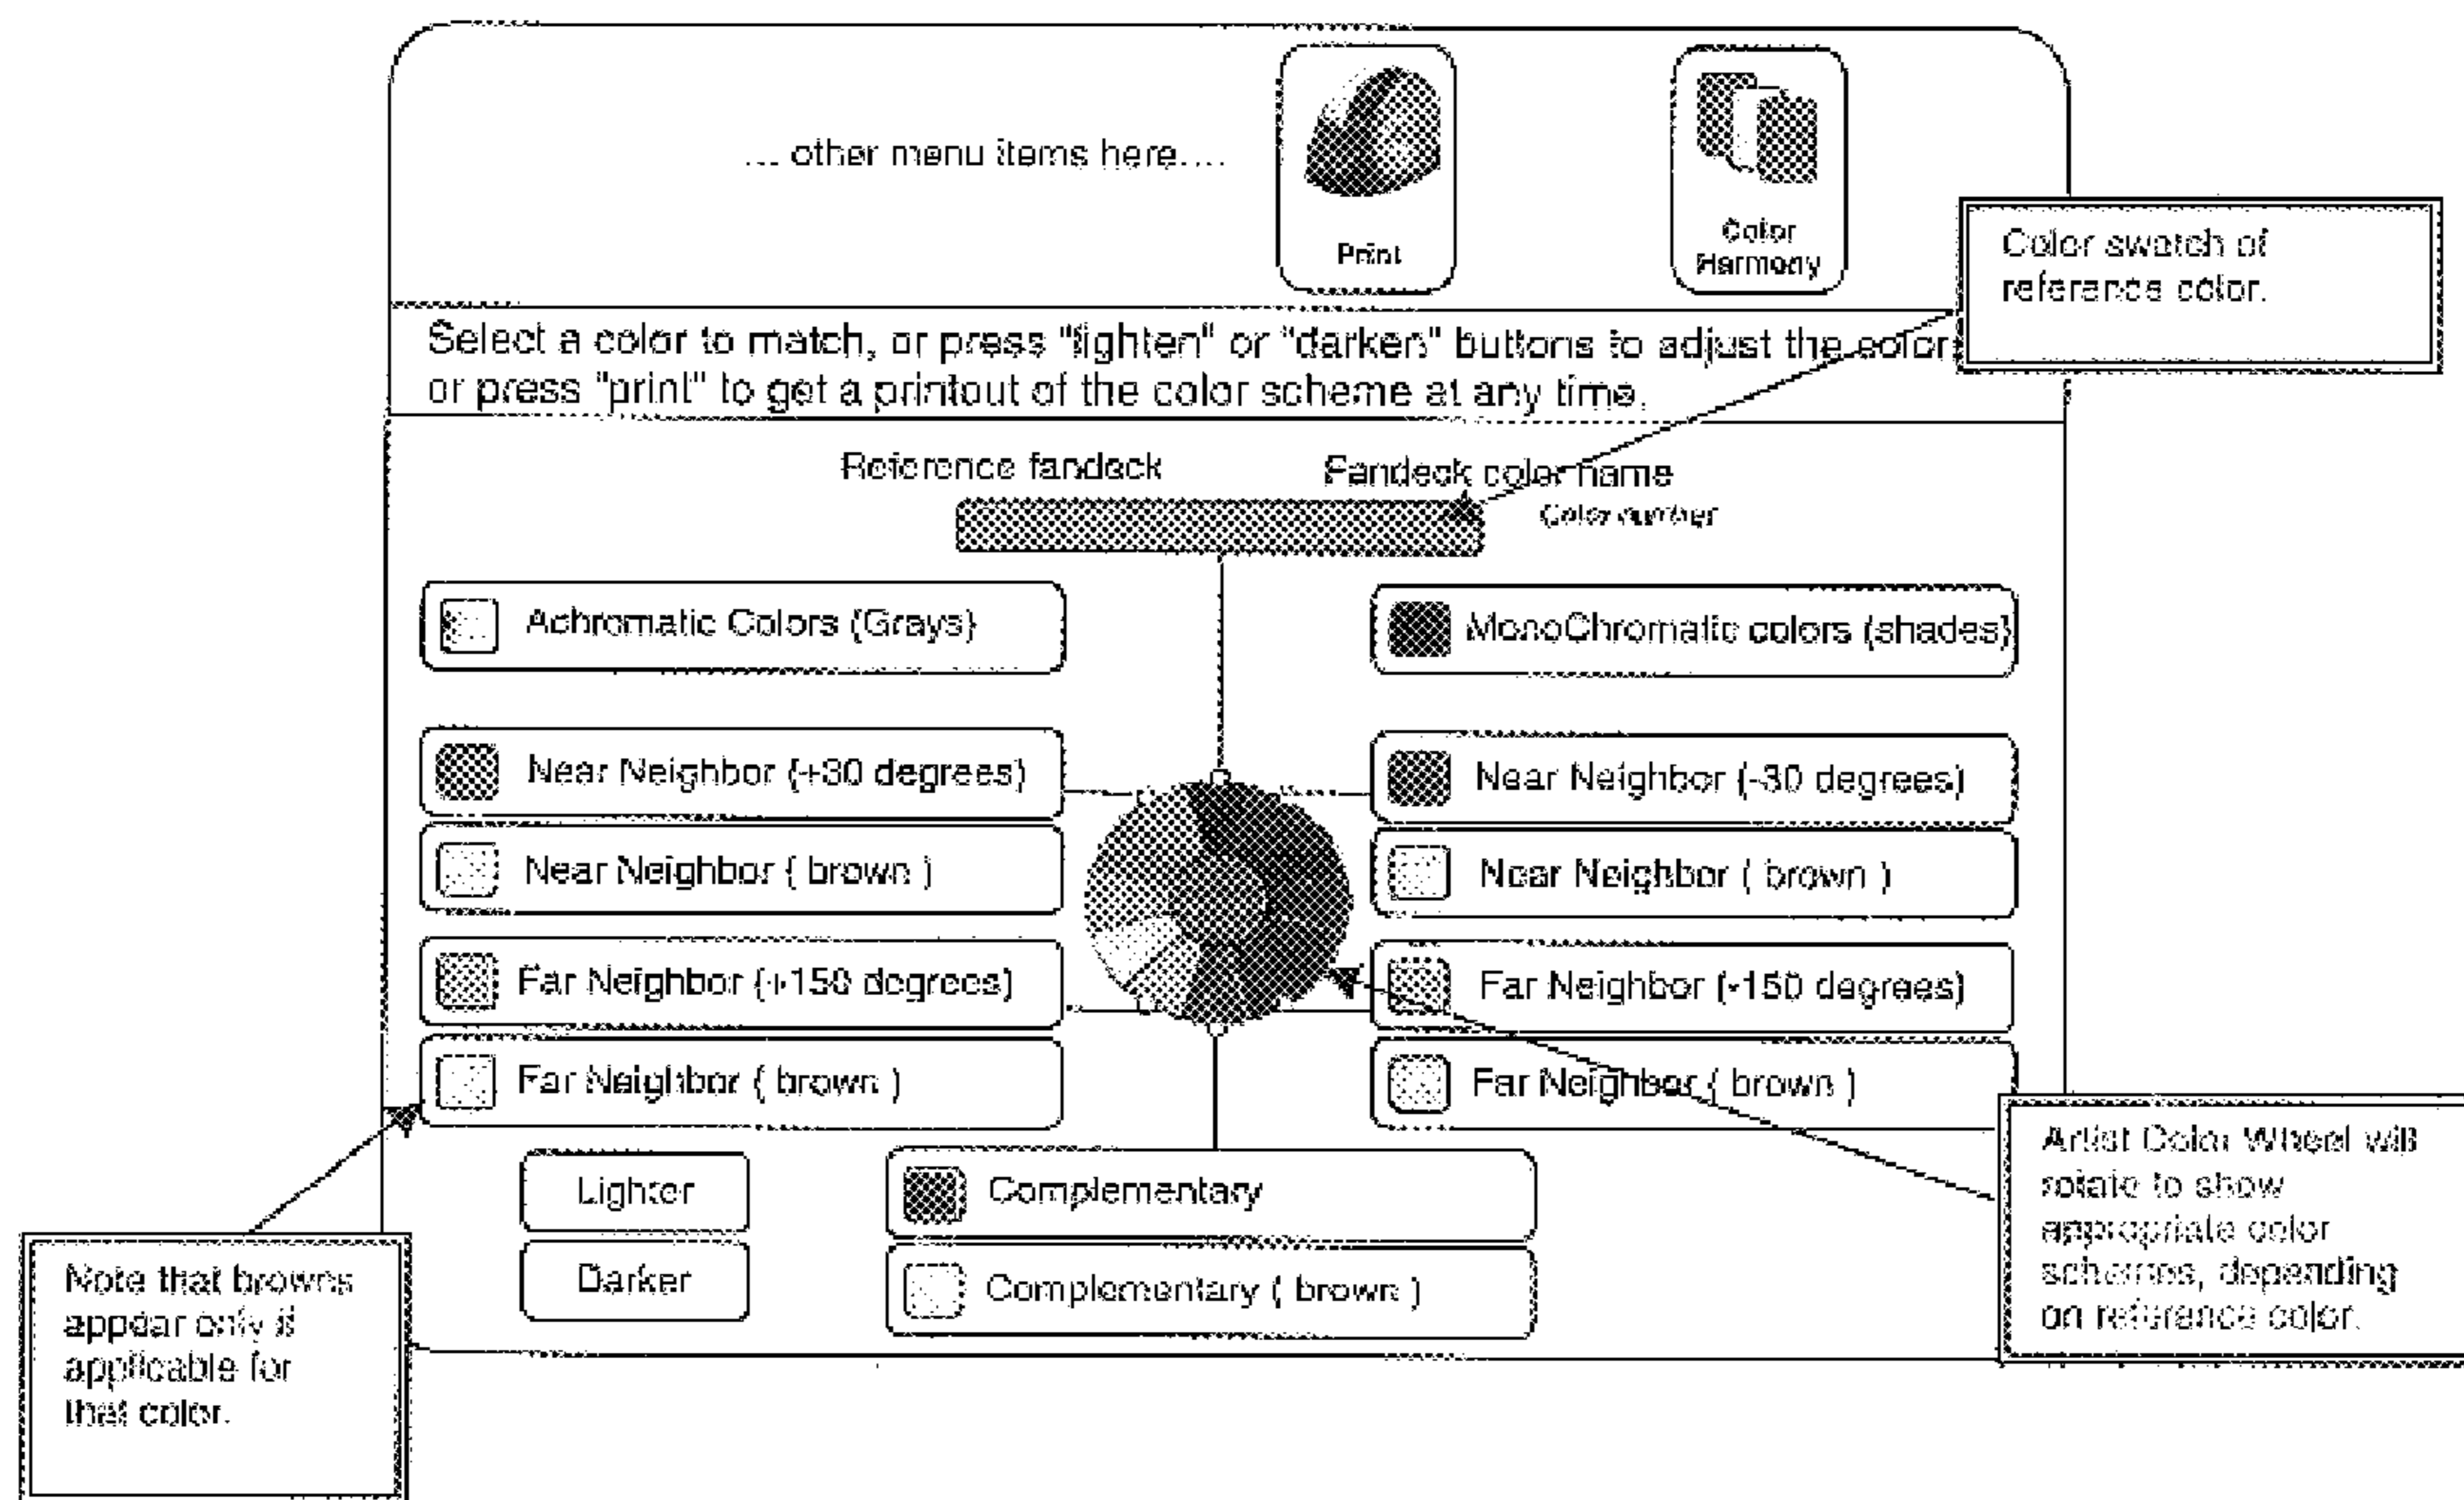 ... other menu items here....
Print
Color
Harmony
Color swatch of
reference color.
Select a color to match, or press "lighten" or "darken" buttons to adjust the color,
or press "print" to get a printout of the color scheme at any time.
Reference fandeck
Fandeck color name
Color number
Achromatic Colors (Grays)
MonoChromatic colors (shades)
Near Neighbor (+30 degrees)
Near Neighbor (-30 degrees)
Near Neighbor ( brown )
Near Neighbor ( brown )
Far Neighbor (+150 degrees)
Far Neighbor (-150 degrees)
Far Neighbor ( brown )
Far Neighbor ( brown )
Lighter
Darker
Complementary
Complementary ( brown )
Note that browns
appear only if
applicable for
that color.
Artist Color Wheel will
rotate to show
appropriate color
schemes, depending
on reference color.